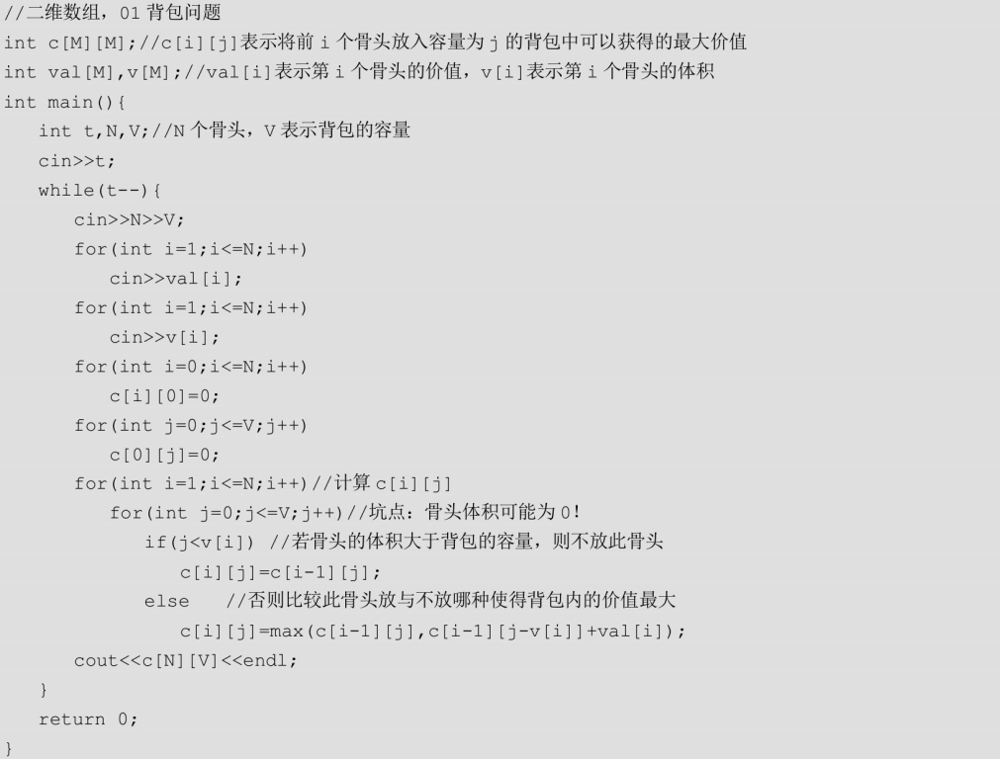 //二维数组，01 背包问题
int c[M][M];//c[i][j]表示将前 i 个骨头放入容量为 j 的背包中可以获得的最大价值
int val[M],v[M];//val[i]表示第 i 个骨头的价值，v[i]表示第 i 个骨头的体积
int main(){
    int t,N,V;//N 个骨头，V 表示背包的容量
    cin>>t;
    while(t--){
        cin>>N>>V;
        for(int i=1;i<=N;i++)
            cin>>val[i];
        for(int i=1;i<=N;i++)
            cin>>v[i];
        for(int i=0;i<=N;i++)
            c[i][0]=0;
        for(int j=0;j<=V;j++)
            c[0][j]=0;
        for(int i=1;i<=N;i++)//计算 c[i][j]
            for(int j=0;j<=V;j++)//坑点：骨头体积可能为 0！
                if(j<v[i]) //若骨头的体积大于背包的容量，则不放此骨头
                    c[i][j]=c[i-1][j];
                else   //否则比较此骨头放与不放哪种使得背包内的价值最大
                    c[i][j]=max(c[i-1][j],c[i-1][j-v[i]]+val[i]);
        cout<<c[N][V]<<endl;
    }
    return 0;
}